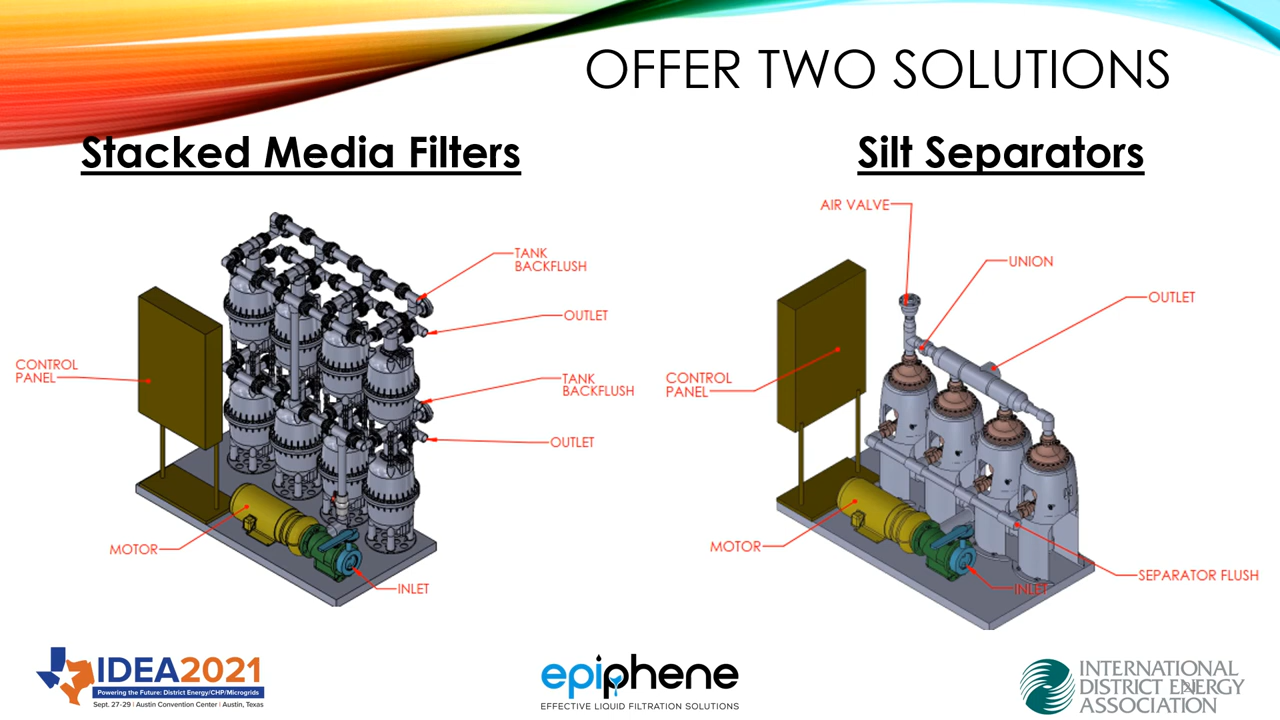 OFFER TWO SOLUTIONS
Stacked Media Filters
TANK
BACKFLUSH
OUTLET
TANK
BACKFLUSH
OUTLET
CONTROL
PANEL
MOTOR
INLET
Silt Separators
AIR VALVE
UNION
OUTLET
CONTROL
PANEL
MOTOR
INLET
SEPARATOR FLUSH
IDEA2021
Powering the Future: District Energy/CHP/Microgrids
Sept. 27-29 | Austin Convention Center | Austin, Texas
epiphene
EFFECTIVE LIQUID FILTRATION SOLUTIONS
INTERNATIONAL
DISTRICT ENERGY
ASSOCIATION